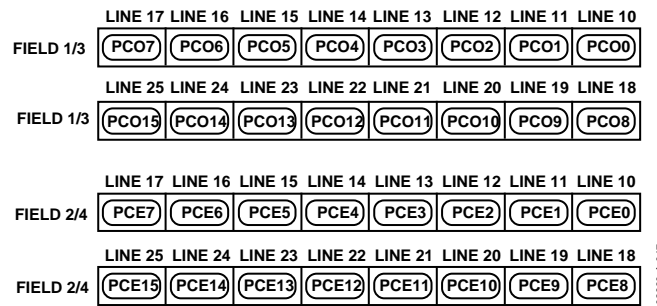 LINE 17 LINE 16 LINE 15 LINE 14 LINE 13 LINE 12 LINE 11 LINE 10
FIELD 1/3 PCO7 PCO6 PCO5 PCO4 PCO3 PCO2 PCO1 PCO0
LINE 25 LINE 24 LINE 23 LINE 22 LINE 21 LINE 20 LINE 19 LINE 18
FIELD 1/3 PCO15 PCO14 PCO13 PCO12 PCO11 PCO10 PCO9 PCO8
LINE 17 LINE 16 LINE 15 LINE 14 LINE 13 LINE 12 LINE 11 LINE 10
FIELD 2/4 PCE7 PCE6 PCE5 PCE4 PCE3 PCE2 PCE1 PCE0
LINE 25 LINE 24 LINE 23 LINE 22 LINE 21 LINE 20 LINE 19 LINE 18
FIELD 2/4 PCE15 PCE14 PCE13 PCE12 PCE11 PCE10 PCE9 PCE8